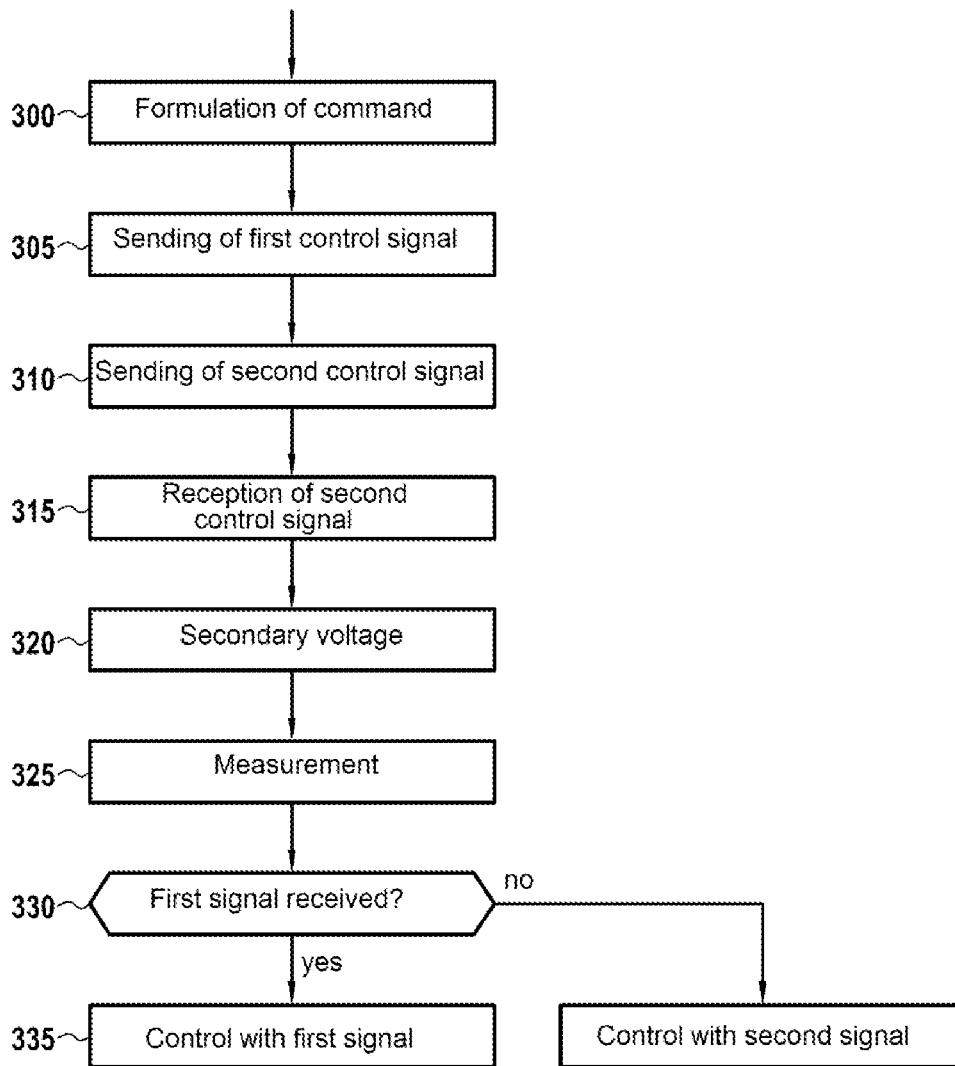 300
Formulation of command
305
Sending of first control signal
310
Sending of second control signal
315
Reception of second
control signal
320
Secondary voltage
325
Measurement
330
First signal received?
no
yes
335
Control with first signal
Control with second signal